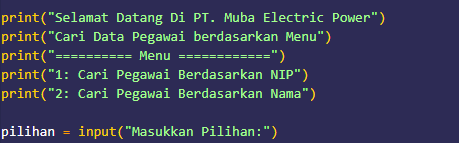 print("Selamat Datang Di PT. Muba Electric Power")
print("Cari Data Pegawai berdasarkan Menu")
print("========== Menu ============")
print("1: Cari Pegawai Berdasarkan NIP")
print("2: Cari Pegawai Berdasarkan Nama")
pilihan = input("Masukkan Pilihan:")